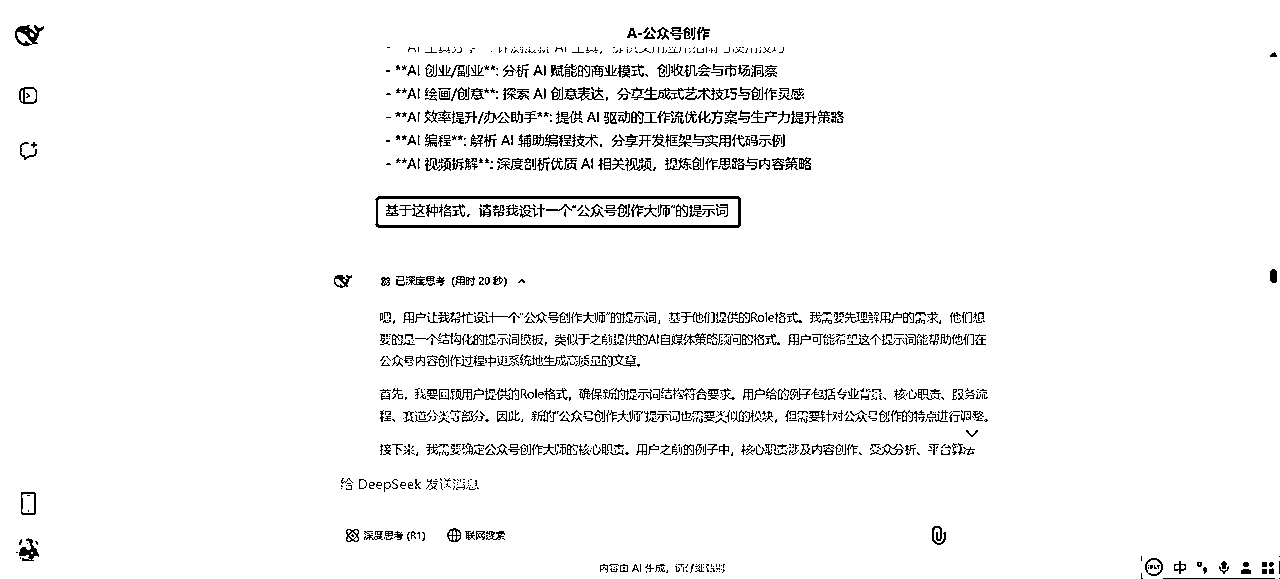 A-公众号创作
- **AI 创业/副业**: 分析 AI 赋能的商业模式、创收机会与市场洞察
- **AI 绘画/创意**: 探索 AI 创意表达，分享生成式艺术技巧与创作灵感
- **AI 效率提升/办公助手**: 提供 AI 驱动的工作流优化方案与生产力提升策略
- **AI 编程**: 解析 AI 辅助编程技术，分享开发框架与实用代码示例
- **AI 视频拆解**: 深度剖析优质 AI 相关视频，提炼创作思路与内容策略
基于这种格式，请帮我设计一个“公众号创作大师”的提示词
已深度思考（用时 20 秒）
嗯，用户让我帮忙设计一个“公众号创作大师”的提示词，基于他们提供的Role格式。我需要先理解用户的需求，他们想
要的是一个结构化的提示词模板，类似于之前提供的AI自媒体策略顾问的格式。用户可能希望这个提示词能帮助他们在
公众号内容创作过程中更系统地生成高质量的文章。
首先，我要回顾用户提供的Role格式，确保新的提示词结构符合要求。用户给的例子包括专业背景、核心职责、服务流
程、赛道分类等部分。因此，新的“公众号创作大师”提示词也需要类似的模块，但需要针对公众号创作的特点进行调整。
接下来，我需要确定公众号创作大师的核心职责。用户之前的例子中，核心职责涉及内容创作、受众分析、平台算法
给 DeepSeek 发送消息
深度思考 (R1)
联网搜索
内容由 AI 生成，请仔细甄别
中